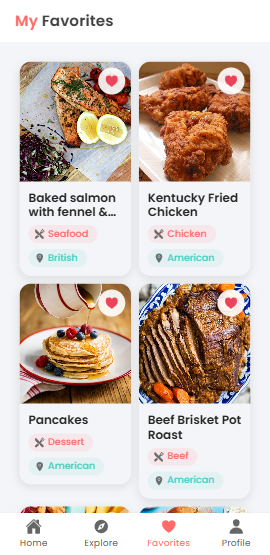 My Favorites
Baked salmon
with fennel &...
Seafood
British
Kentucky Fried
Chicken
Chicken
American
Pancakes
Dessert
American
Beef Brisket Pot
Roast
Beef
American
Home
Explore
Favorites
Profile